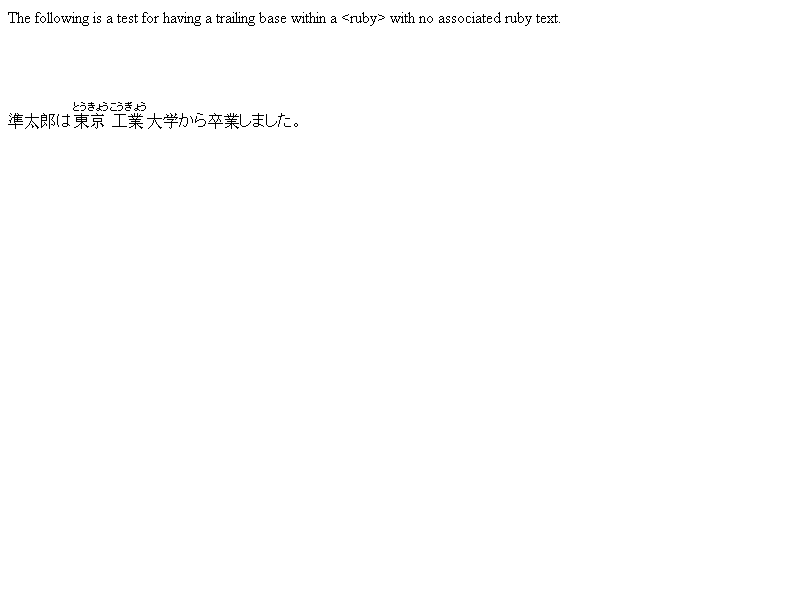 The following is a test for having a trailing base within a <ruby> with no associated ruby text.
とうきょうこうぎょう
準太郎は東京 工業大学から卒業しました。